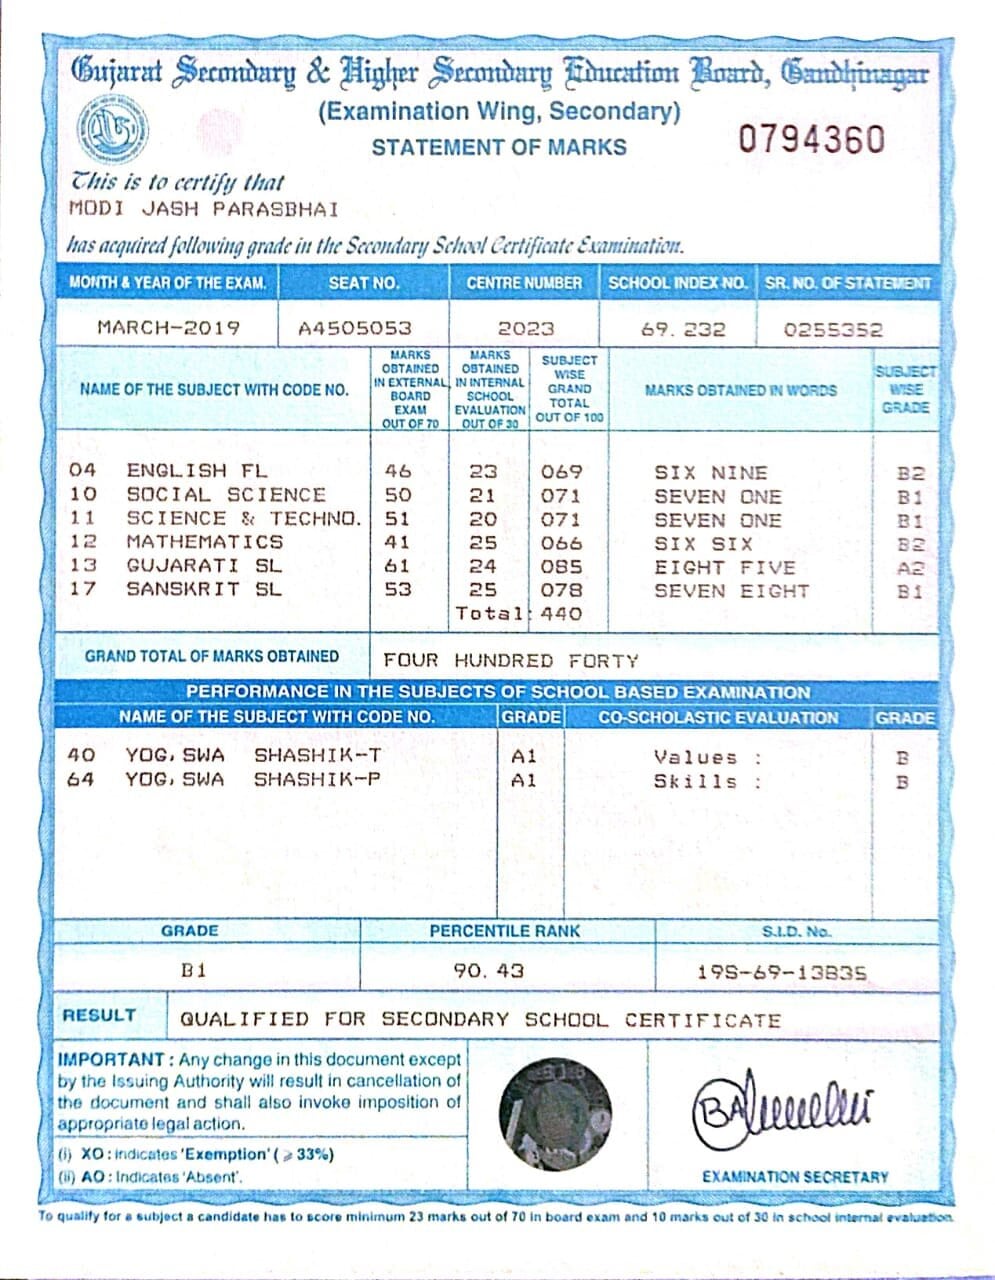 Gujarat Secondary & Higher Secondary Education Board, Gandhinagar
(Examination Wing, Secondary)
STATEMENT OF MARKS
0794360
This is to certify that
MODI JASH PARASBHAI
has acquired following grade in the Secondary School Certificate Examination.
MONTH & YEAR OF THE EXAM. SEAT NO. CENTRE NUMBER SCHOOL INDEX NO. SR. NO. OF STATEMENT
MARCH-2019 A4505053 2023 69.232 0255352
NAME OF THE SUBJECT WITH CODE NO. MARKS OBTAINED IN EXTERNAL BOARD EXAM OUT OF 70 MARKS OBTAINED IN INTERNAL SCHOOL EVALUATION OUT OF 30 SUBJECT WISE GRAND TOTAL OUT OF 100 MARKS OBTAINED IN WORDS SUBJECT WISE GRADE
04 ENGLISH FL 46 23 069 SIX NINE B2
10 SOCIAL SCIENCE 50 21 071 SEVEN ONE B1
11 SCIENCE & TECHNO. 51 20 071 SEVEN ONE B1
12 MATHEMATICS 41 25 066 SIX SIX B2
13 GUJARATI SL 61 24 085 EIGHT FIVE A2
17 SANSKRIT SL 53 25 078 SEVEN EIGHT B1
Total: 440
GRAND TOTAL OF MARKS OBTAINED FOUR HUNDRED FORTY
PERFORMANCE IN THE SUBJECTS OF SCHOOL BASED EXAMINATION
NAME OF THE SUBJECT WITH CODE NO. GRADE CO-SCHOLASTIC EVALUATION GRADE
40 YOG,SWA SHASHIK-T A1 Values : B
64 YOG,SWA SHASHIK-P A1 Skills : B
GRADE PERCENTILE RANK S.I.D. No.
B1 90.43 19S-69-13835
RESULT QUALIFIED FOR SECONDARY SCHOOL CERTIFICATE
IMPORTANT : Any change in this document except
by the Issuing Authority will result in cancellation of
the document and shall also invoke imposition of
appropriate legal action.
(i) XO : Indicates 'Exemption' ( ⩾ 33%)
(ii) AO : Indicates 'Absent'.
EXAMINATION SECRETARY
To qualify for a subject a candidate has to score minimum 23 marks out of 70 in board exam and 10 marks out of 30 in school internal evaluation.